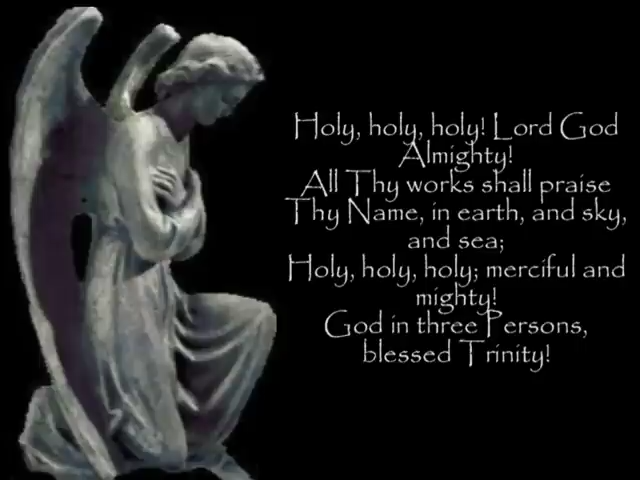 Holy, holy, holy! Lord God
Almighty!
All Thy works shall praise
Thy Name, in earth, and sky,
and sea;
Holy, holy, holy; merciful and
mighty!
God in three Persons,
blessed Trinity!